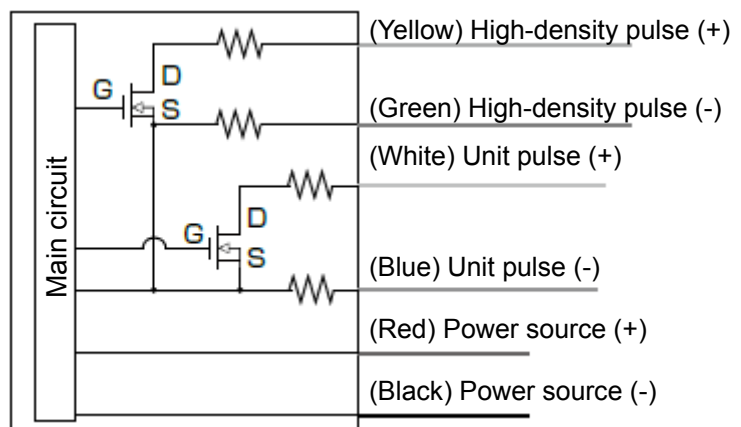 (Yellow) High-density pulse (+)
D
G
S
(Green) High-density pulse (-)
(White) Unit pulse (+)
D
G
S
Main circuit
(Blue) Unit pulse (-)
(Red) Power source (+)
(Black) Power source (-)